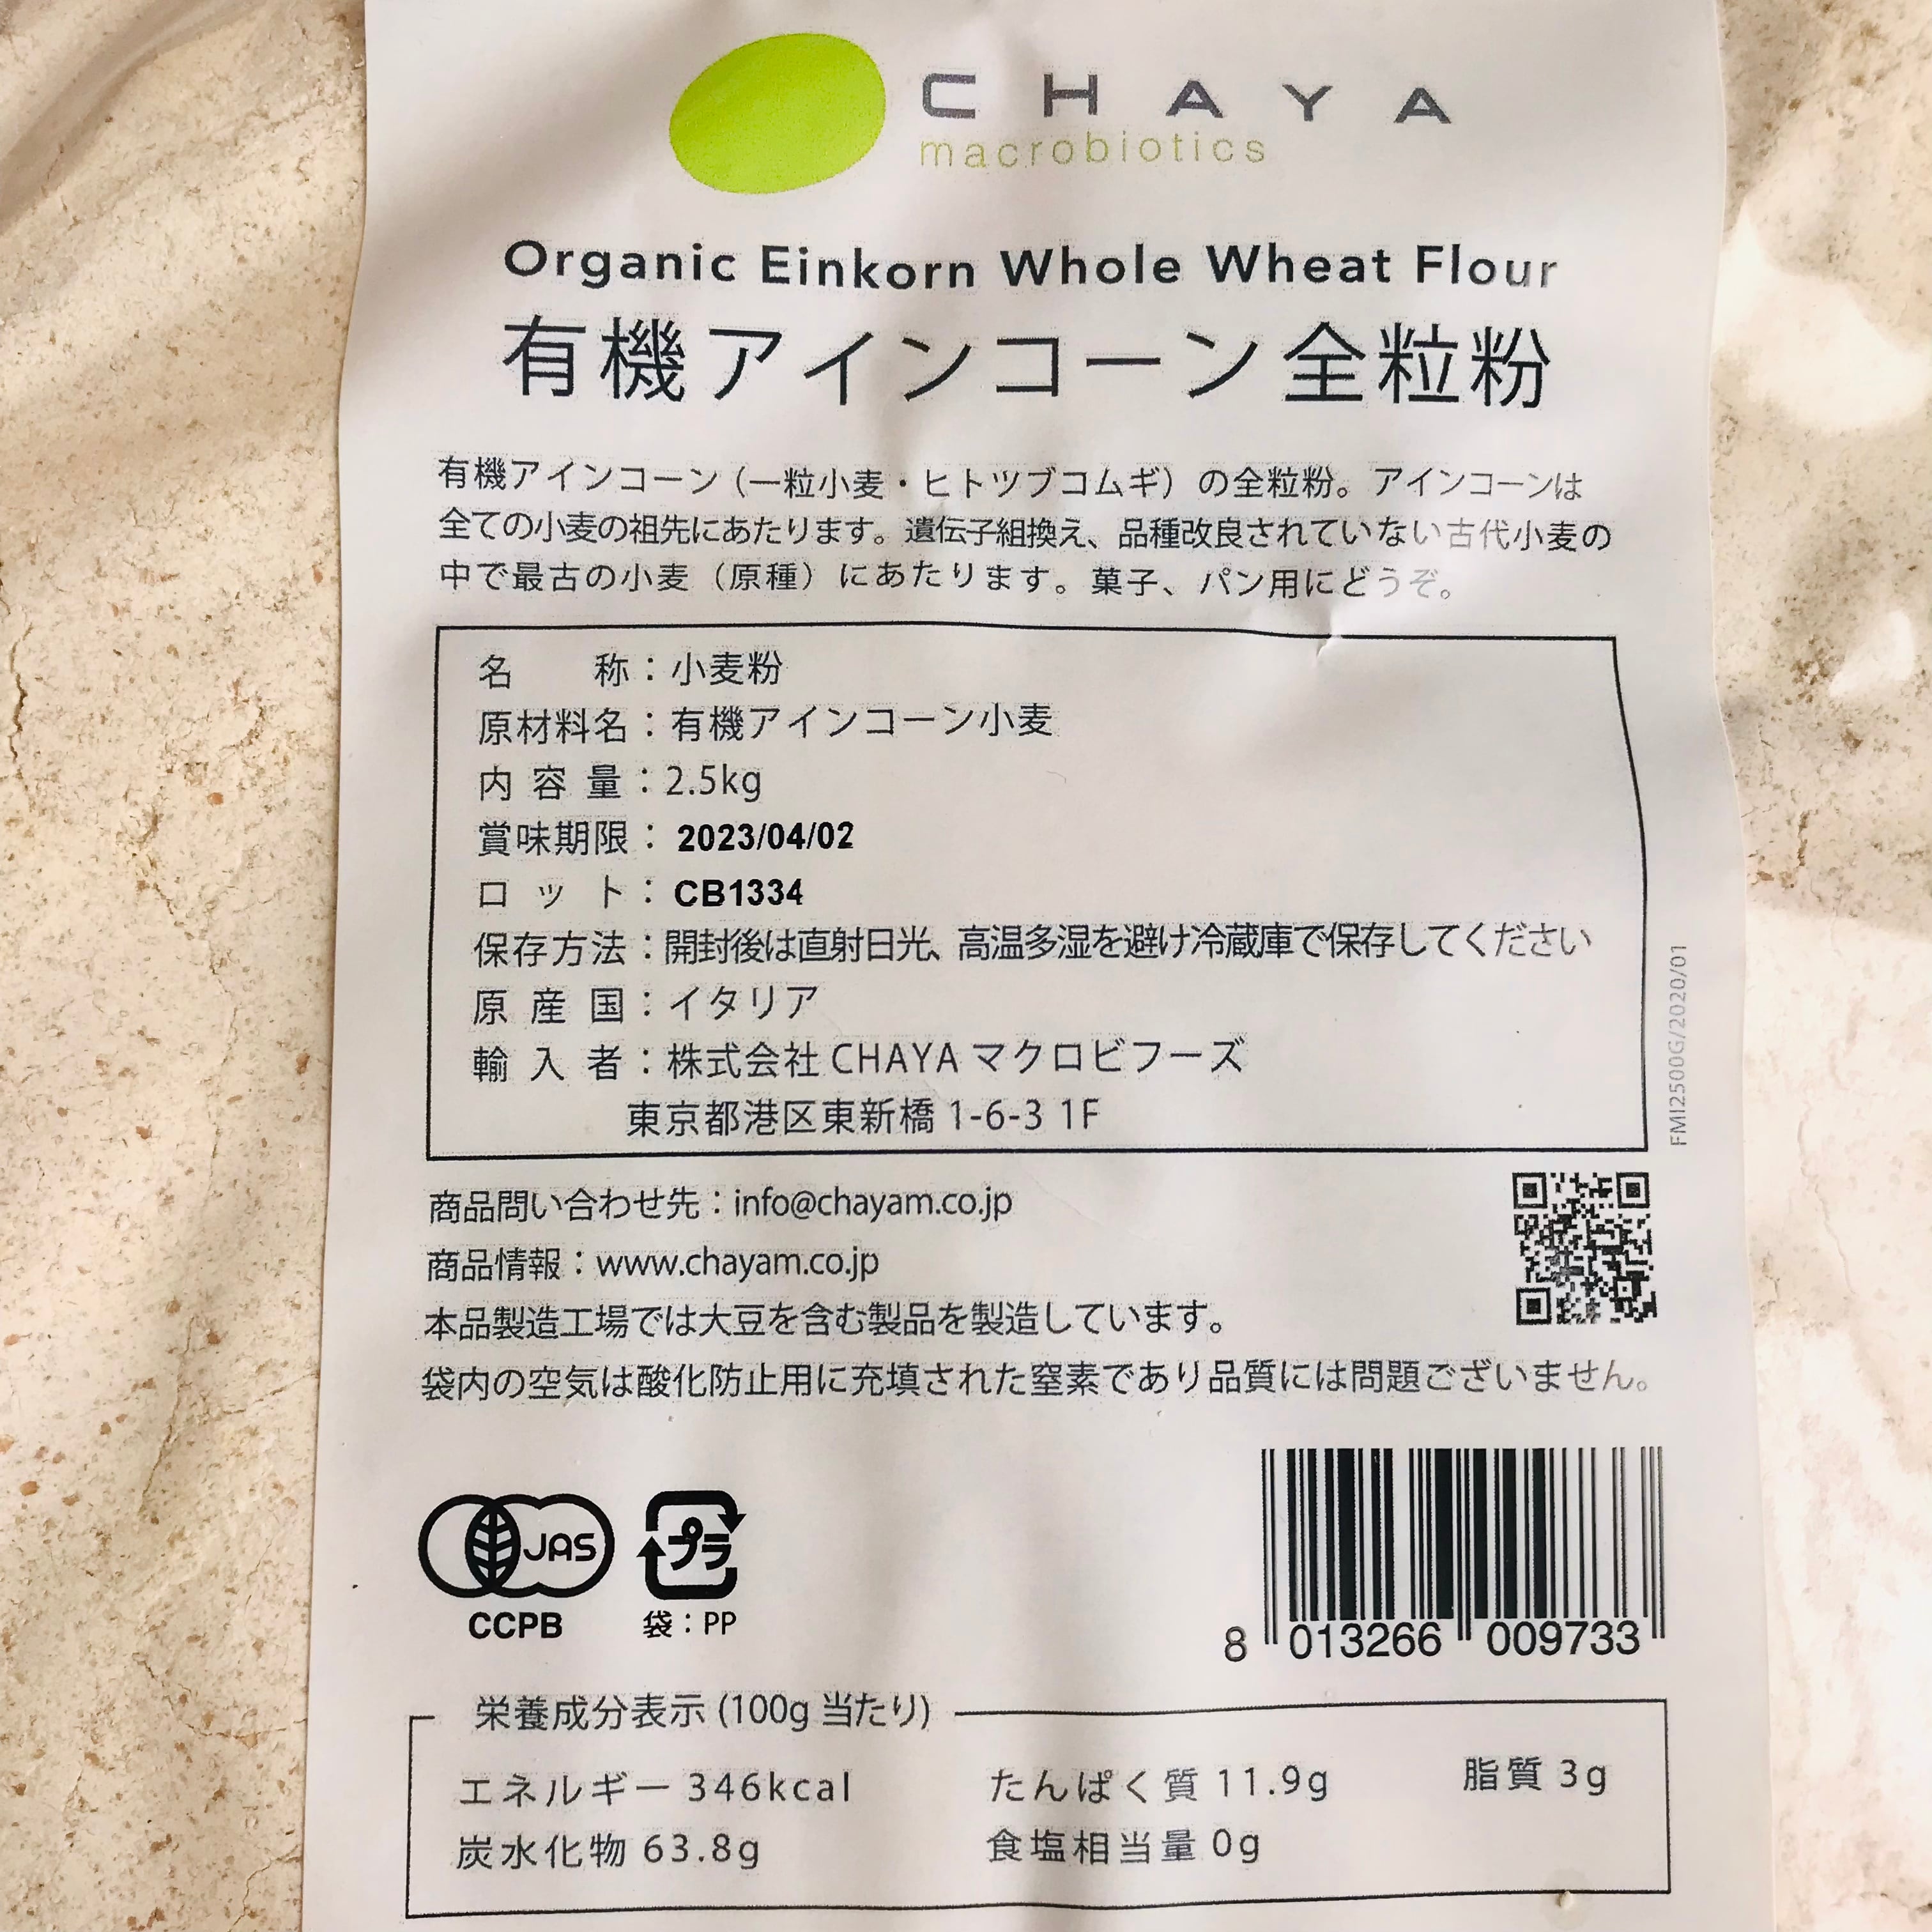 CHAYA
macrobiotics
Organic Einkorn Whole Wheat Flour
有機アインコーン全粒粉
有機アインコーン（一粒小麦・ヒトツブコムギ）の全粒粉。アインコーンは
全ての小麦の祖先にあたります。遺伝子組換え、品種改良されていない古代小麦の
中で最古の小麦（原種）にあたります。菓子、パン用にどうぞ。
名　　称：小麦粉
原材料名：有機アインコーン小麦
内 容 量：2.5kg
賞味期限：2023/04/02
ロ ッ ト：CB1334
保存方法：開封後は直射日光、高温多湿を避け冷蔵庫で保存してください
原 産 国：イタリア
輸 入 者：株式会社 CHAYA マクロビフーズ
東京都港区東新橋 1-6-3 1F
FMI2500G/2020/01
商品問い合わせ先：info@chayam.co.jp
商品情報：www.chayam.co.jp
本品製造工場では大豆を含む製品を製造しています。
袋内の空気は酸化防止用に充填された窒素であり品質には問題ございません。
JAS
CCPB
プラ
袋：PP
8 013266 009733
栄養成分表示 (100g 当たり)
エネルギー 346kcal たんぱく質 11.9g 脂質 3g
炭水化物 63.8g 食塩相当量 0g